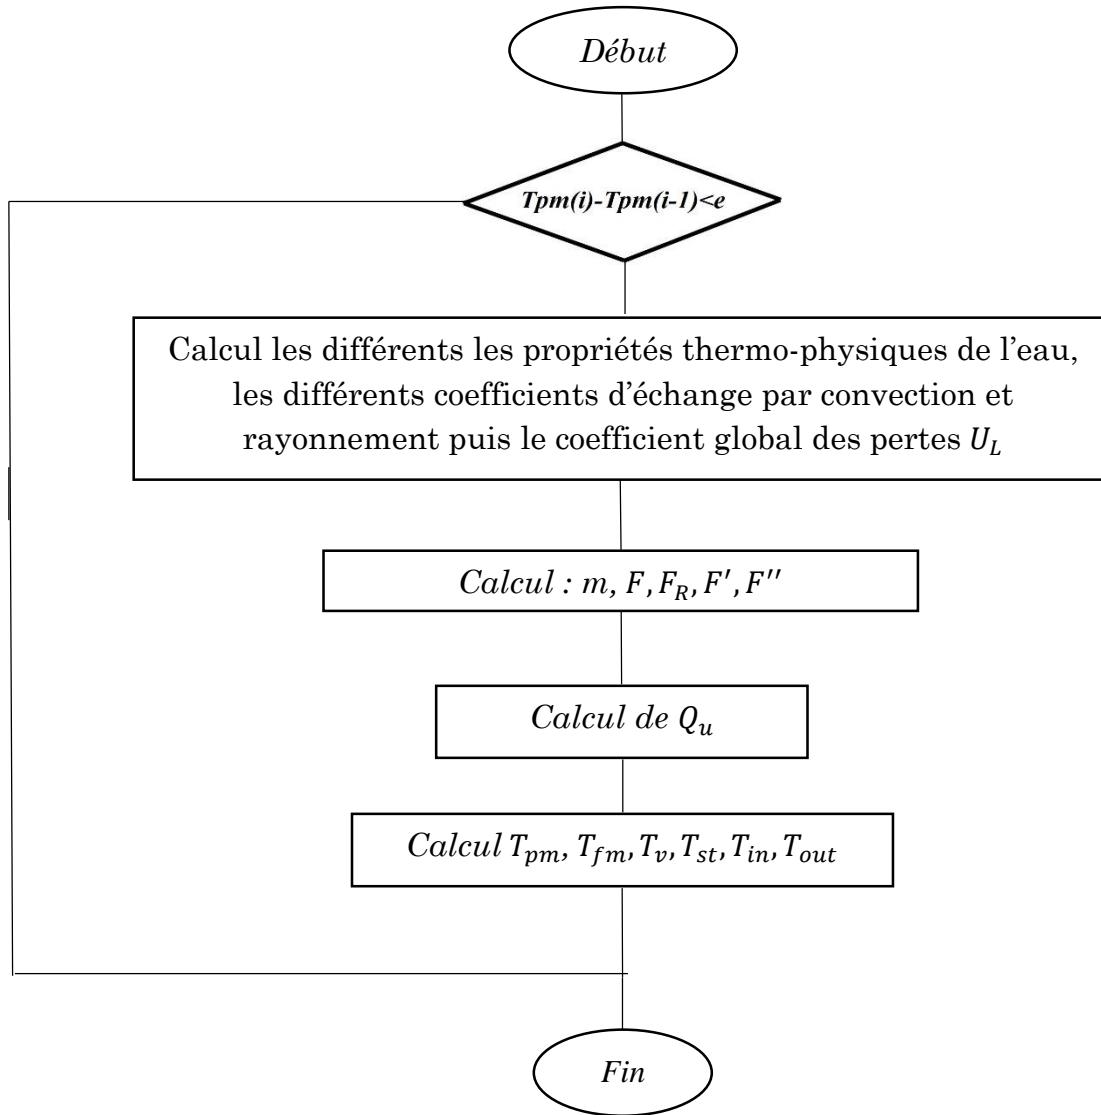 Début
Tpm(i)-Tpm(i-1)<e
Calcul les différents les propriétés thermo-physiques de l’eau,
les différents coefficients d’échange par convection et
rayonnement puis le coefficient global des pertes U_L
Calcul : m, F, F_R, F′, F′′
Calcul de Q_u
Calcul T_pm, T_fm, T_v, T_st, T_in, T_out
Fin